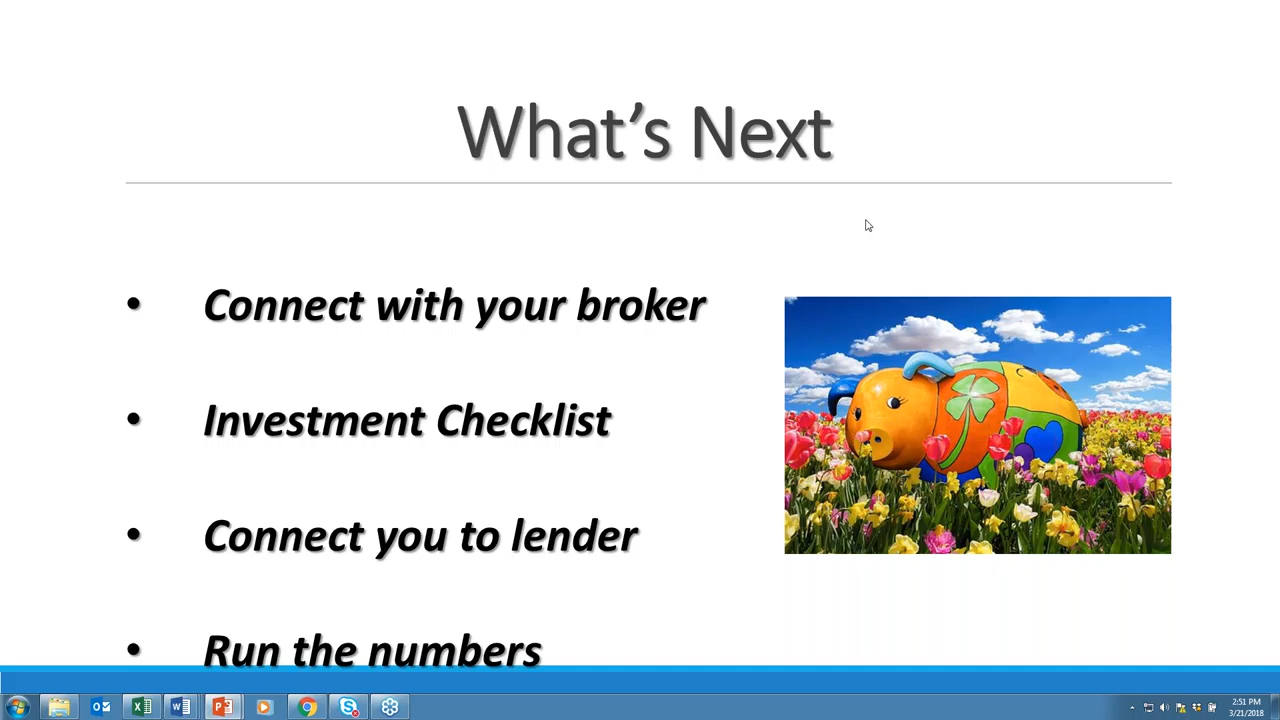 What's Next
• Connect with your broker
• Investment Checklist
• Connect you to lender
• Run the numbers
2:51 PM
3/21/2018